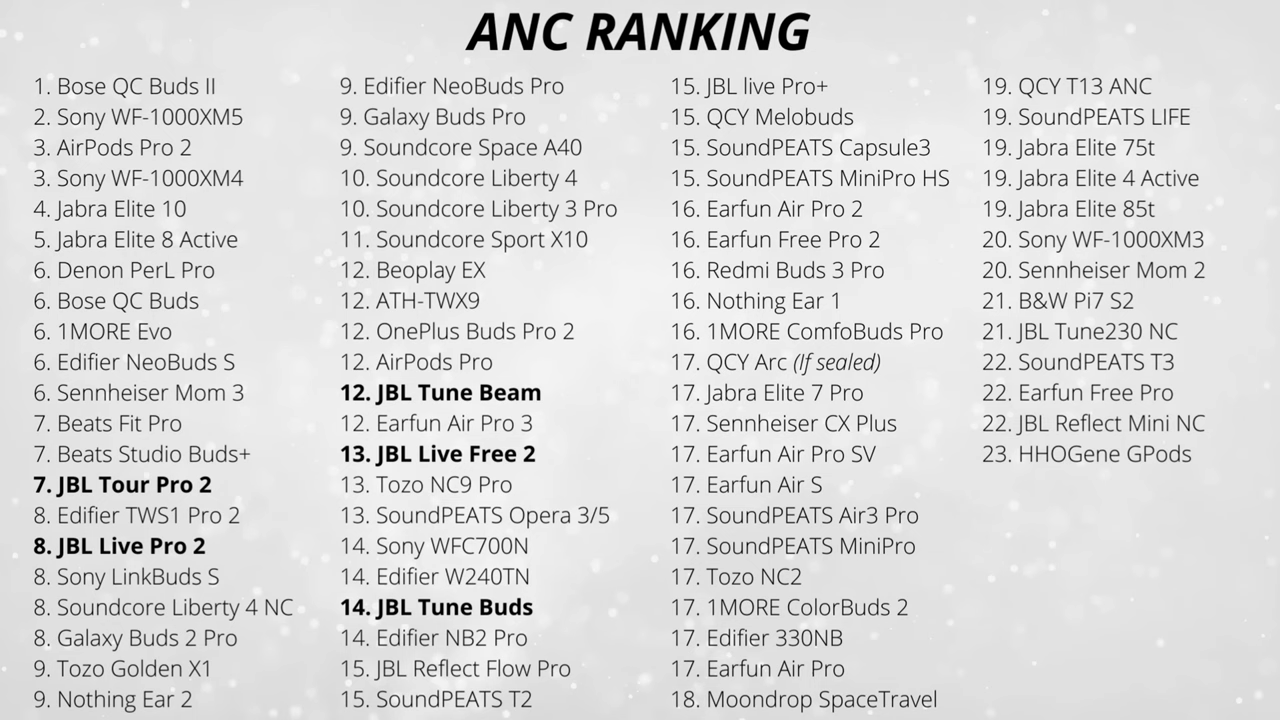 ANC RANKING
1. Bose QC Buds II
2. Sony WF-1000XM5
3. AirPods Pro 2
3. Sony WF-1000XM4
4. Jabra Elite 10
5. Jabra Elite 8 Active
6. Denon PerL Pro
6. Bose QC Buds
6. 1MORE Evo
6. Edifier NeoBuds S
6. Sennheiser Mom 3
7. Beats Fit Pro
7. Beats Studio Buds+
7. JBL Tour Pro 2
8. Edifier TWS1 Pro 2
8. JBL Live Pro 2
8. Sony LinkBuds S
8. Soundcore Liberty 4 NC
8. Galaxy Buds 2 Pro
9. Tozo Golden X1
9. Nothing Ear 2
9. Edifier NeoBuds Pro
9. Galaxy Buds Pro
9. Soundcore Space A40
10. Soundcore Liberty 4
10. Soundcore Liberty 3 Pro
11. Soundcore Sport X10
12. Beoplay EX
12. ATH-TWX9
12. OnePlus Buds Pro 2
12. AirPods Pro
12. JBL Tune Beam
12. Earfun Air Pro 3
13. JBL Live Free 2
13. Tozo NC9 Pro
13. SoundPEATS Opera 3/5
14. Sony WFC700N
14. Edifier W240TN
14. JBL Tune Buds
14. Edifier NB2 Pro
15. JBL Reflect Flow Pro
15. SoundPEATS T2
15. JBL live Pro+
15. QCY Melobuds
15. SoundPEATS Capsule3
15. SoundPEATS MiniPro HS
16. Earfun Air Pro 2
16. Earfun Free Pro 2
16. Redmi Buds 3 Pro
16. Nothing Ear 1
16. 1MORE ComfoBuds Pro
17. QCY Arc (If sealed)
17. Jabra Elite 7 Pro
17. Sennheiser CX Plus
17. Earfun Air Pro SV
17. Earfun Air S
17. SoundPEATS Air3 Pro
17. SoundPEATS MiniPro
17. Tozo NC2
17. 1MORE ColorBuds 2
17. Edifier 330NB
17. Earfun Air Pro
18. Moondrop SpaceTravel
19. QCY T13 ANC
19. SoundPEATS LIFE
19. Jabra Elite 75t
19. Jabra Elite 4 Active
19. Jabra Elite 85t
20. Sony WF-1000XM3
20. Sennheiser Mom 2
21. B&W Pi7 S2
21. JBL Tune230 NC
22. SoundPEATS T3
22. Earfun Free Pro
22. JBL Reflect Mini NC
23. HHOGene GPods